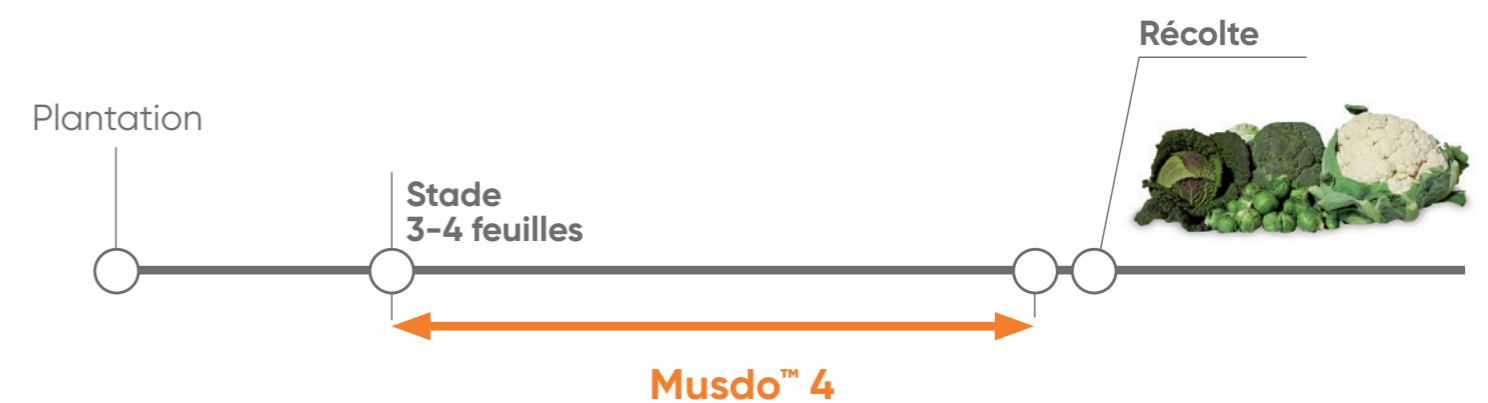 Récolte
Plantation
Stade
3-4 feuilles
Musdo™ 4